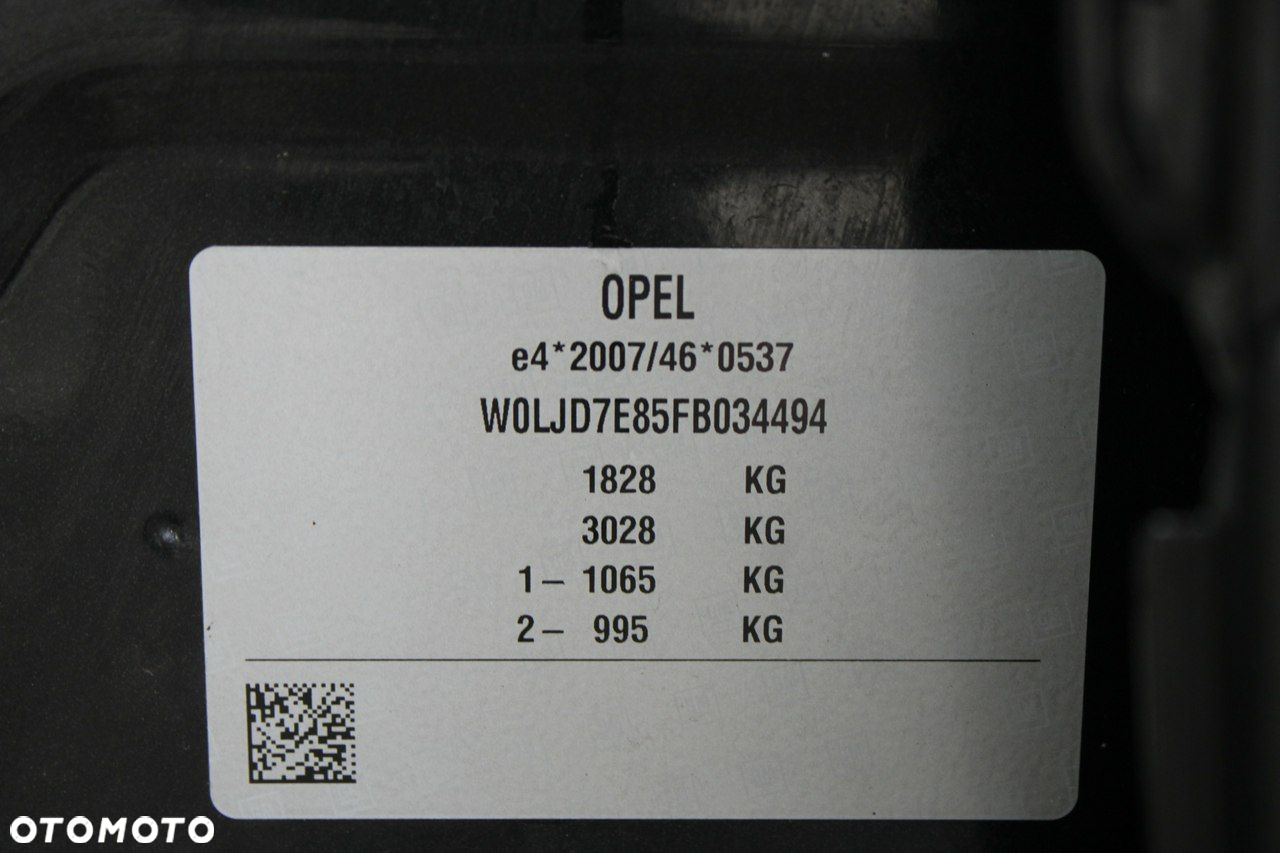 OPEL
e4*2007/46*0537
W0LJD7E85FB034494
1828 KG
3028 KG
1– 1065 KG
2– 995 KG
OTOMOTO